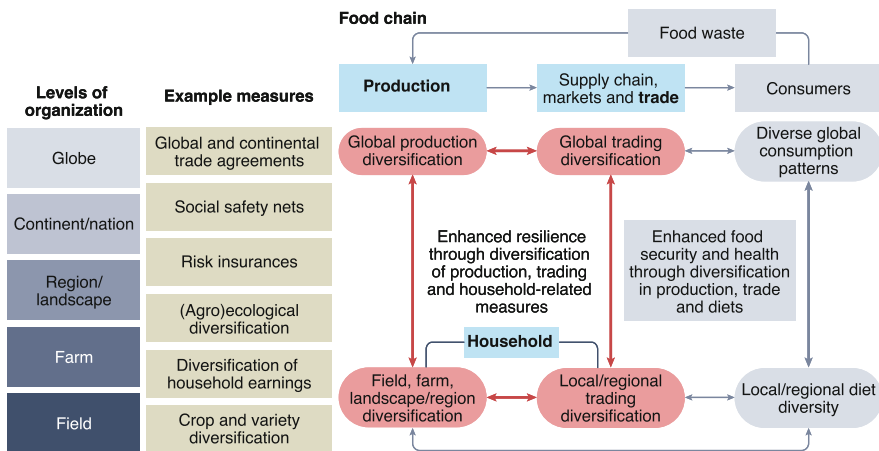 Food chain
Food waste
Levels of
organization
Example measures
Production
Supply chain,
markets and trade
Consumers
Globe
Continent/nation
Region/
landscape
Farm
Field
Global and continental
trade agreements
Social safety nets
Risk insurances
(Agro)ecological
diversification
Diversification of
household earnings
Crop and variety
diversification
Global production
diversification
Global trading
diversification
Diverse global
consumption
patterns
Enhanced resilience
through diversification
of production, trading
and household-related
measures
Enhanced food
security and health
through diversification
in production, trade
and diets
Household
Field, farm,
landscape/region
diversification
Local/regional
trading
diversification
Local/regional diet
diversity